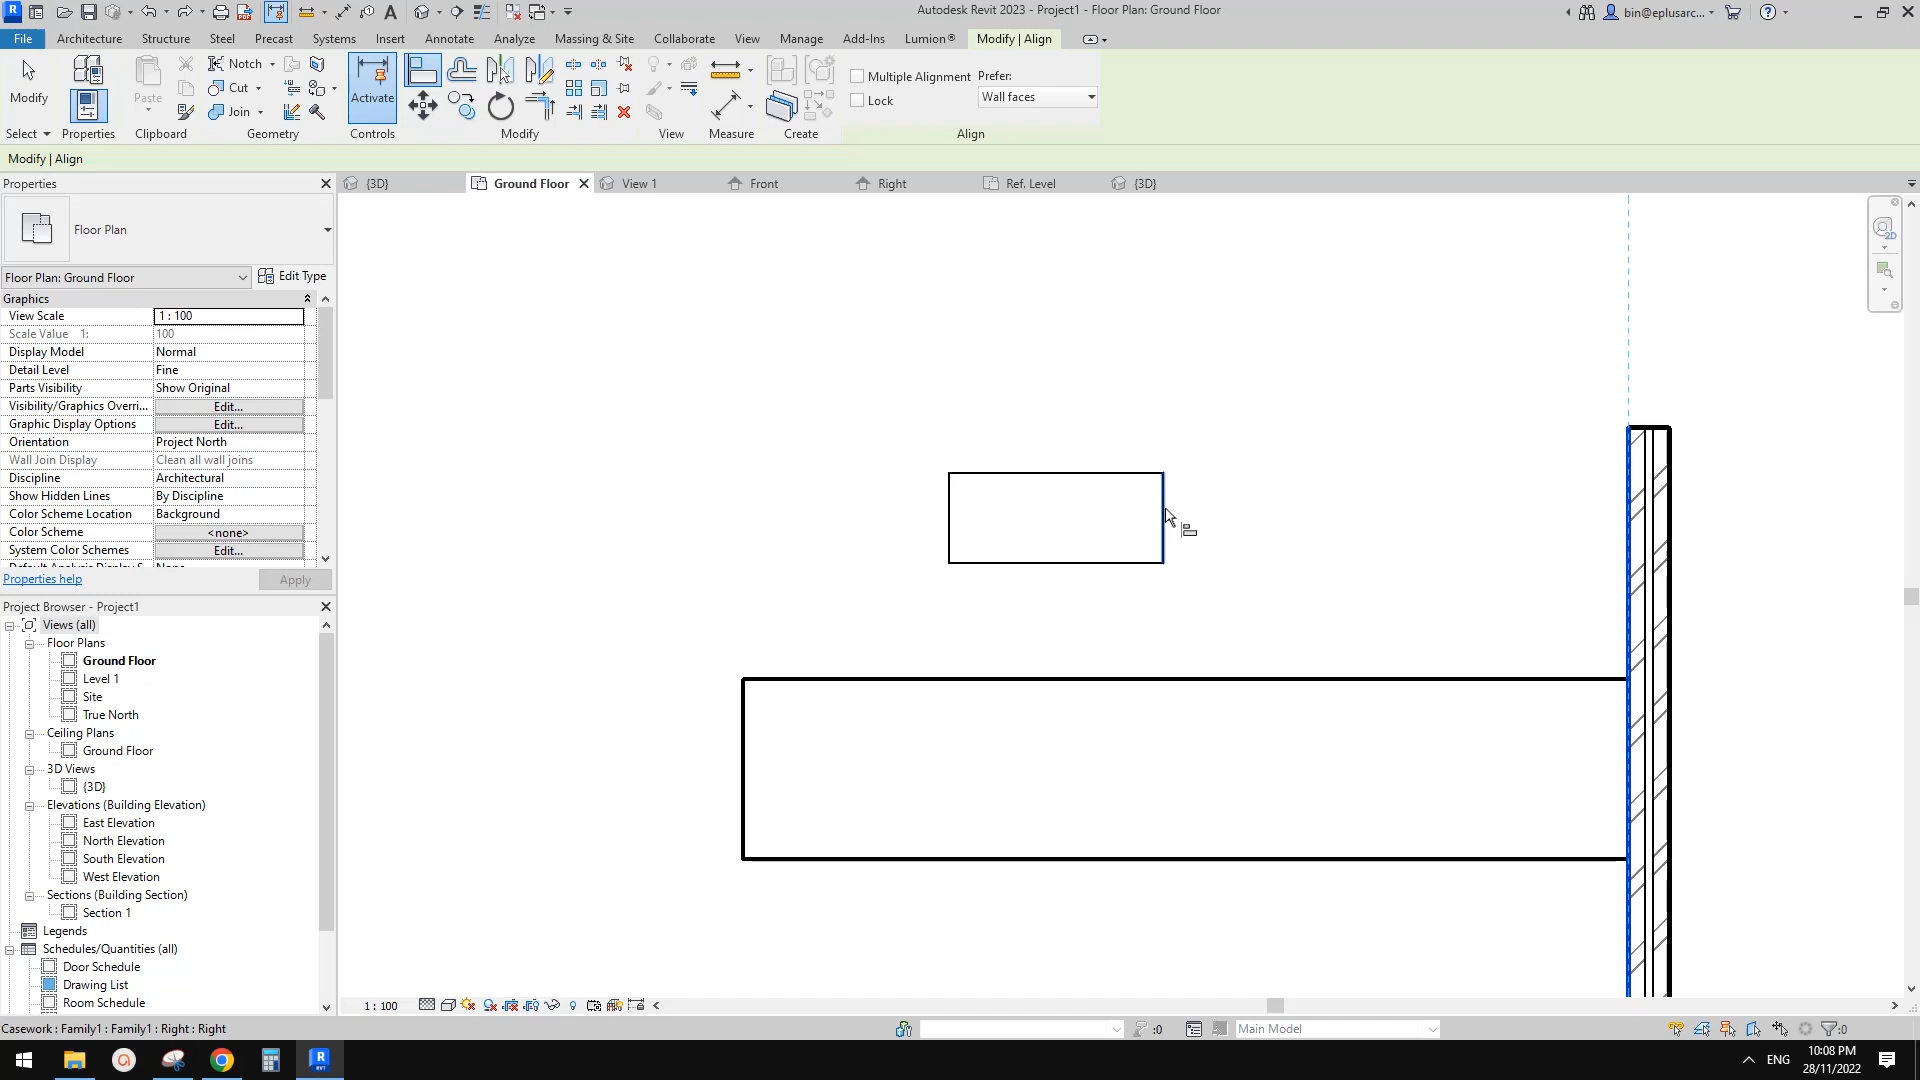 Autodesk Revit 2023 - Project1 - Floor Plan: Ground Floor
bin@eplusarc...
File Architecture Structure Steel Precast Systems Insert Annotate Analyze Massing & Site Collaborate View Manage Add-Ins Lumion® Modify | Align
Modify
Paste
Notch
Cut
Join
Activate
Multiple Alignment
Lock
Prefer:
Wall faces
Select Properties Clipboard Geometry Controls Modify View Measure Create Align
Modify | Align
Properties
{3D} Ground Floor View 1 Front Right Ref. Level {3D}
Floor Plan
Floor Plan: Ground Floor Edit Type
Graphics
View Scale 1 : 100
Scale Value 1: 100
Display Model Normal
Detail Level Fine
Parts Visibility Show Original
Visibility/Graphics Overri... Edit...
Graphic Display Options Edit...
Orientation Project North
Wall Join Display Clean all wall joins
Discipline Architectural
Show Hidden Lines By Discipline
Color Scheme Location Background
Color Scheme <none>
System Color Schemes Edit...
Properties help Apply
Project Browser - Project1
Views (all)
Floor Plans
Ground Floor
Level 1
Site
True North
Ceiling Plans
Ground Floor
3D Views
{3D}
Elevations (Building Elevation)
East Elevation
North Elevation
South Elevation
West Elevation
Sections (Building Section)
Section 1
Legends
Schedules/Quantities (all)
Door Schedule
Drawing List
Room Schedule
1 : 100
Casework : Family1 : Family1 : Right : Right
:0
Main Model
:0
ENG
10:08 PM
28/11/2022